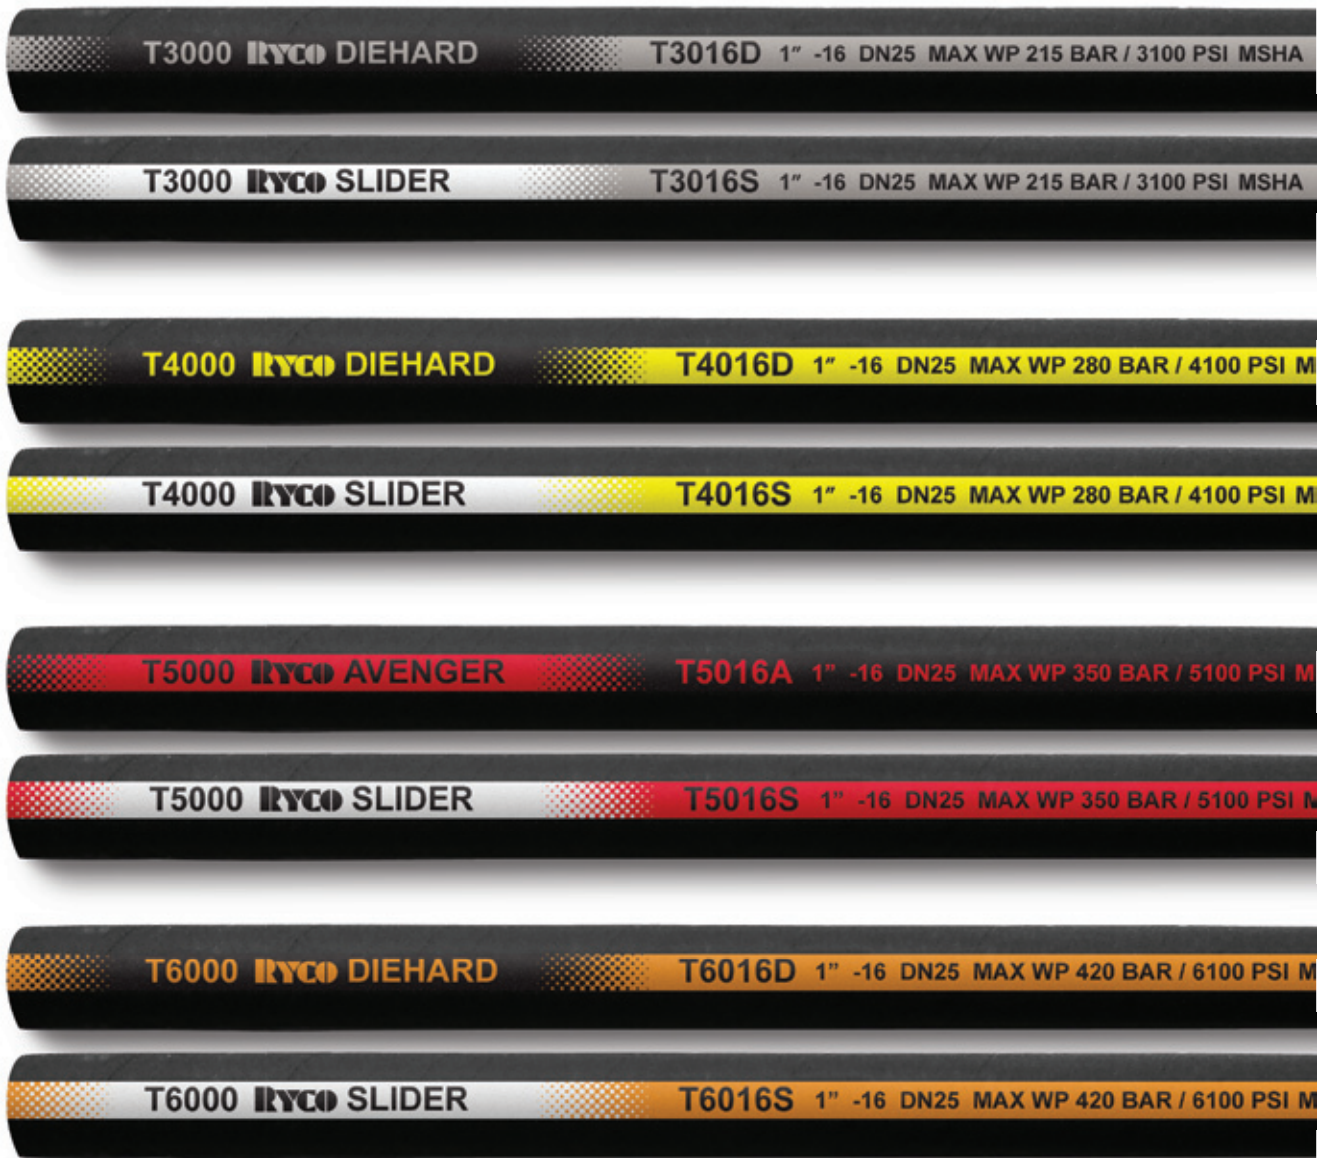 T3000 RYCO DIEHARD T3016D 1" -16 DN25 MAX WP 215 BAR / 3100 PSI MSHA
T3000 RYCO SLIDER T3016S 1" -16 DN25 MAX WP 215 BAR / 3100 PSI MSHA
T4000 RYCO DIEHARD T4016D 1" -16 DN25 MAX WP 280 BAR / 4100 PSI
T4000 RYCO SLIDER T4016S 1" -16 DN25 MAX WP 280 BAR / 4100 PSI
T5000 RYCO AVENGER T5016A 1" -16 DN25 MAX WP 350 BAR / 5100 PSI
T5000 RYCO SLIDER T5016S 1" -16 DN25 MAX WP 350 BAR / 5100 PSI
T6000 RYCO DIEHARD T6016D 1" -16 DN25 MAX WP 420 BAR / 6100 PSI
T6000 RYCO SLIDER T6016S 1" -16 DN25 MAX WP 420 BAR / 6100 PSI